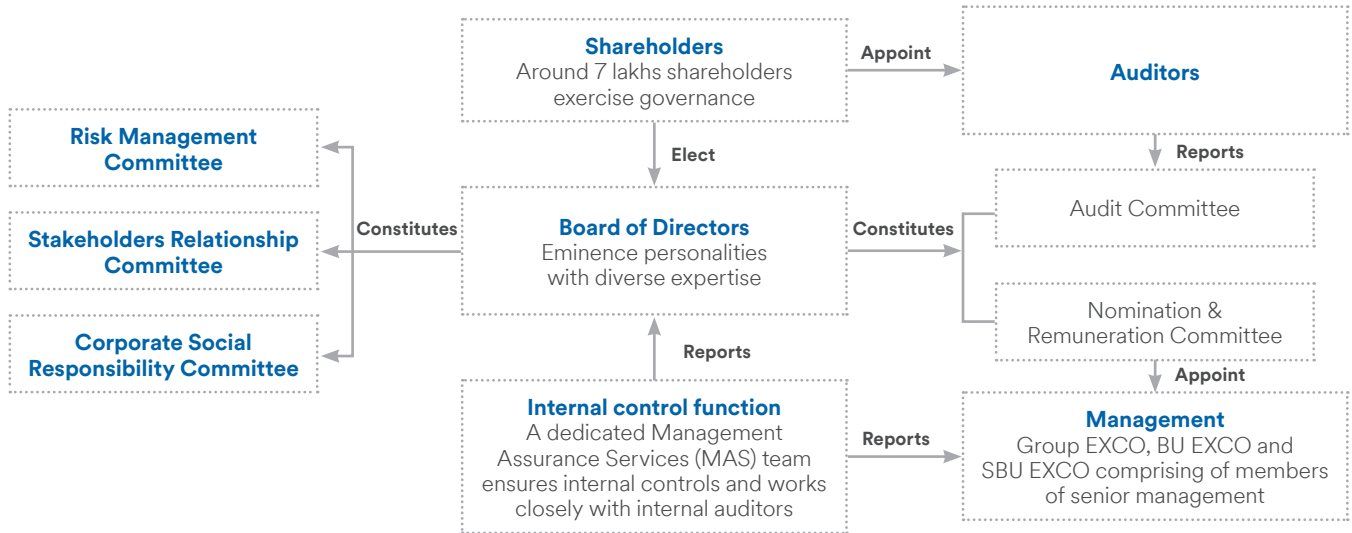 Shareholders
Around 7 lakhs shareholders
exercise governance
Appoint
Auditors
Risk Management
Committee
Elect
Reports
Stakeholders Relationship
Committee
Constitutes
Board of Directors
Eminence personalities
with diverse expertise
Constitutes
Audit Committee
Corporate Social
Responsibility Committee
Reports
Nomination &
Remuneration Committee
Appoint
Internal control function
A dedicated Management
Assurance Services (MAS) team
ensures internal controls and works
closely with internal auditors
Reports
Management
Group EXCO, BU EXCO and
SBU EXCO comprising of members
of senior management